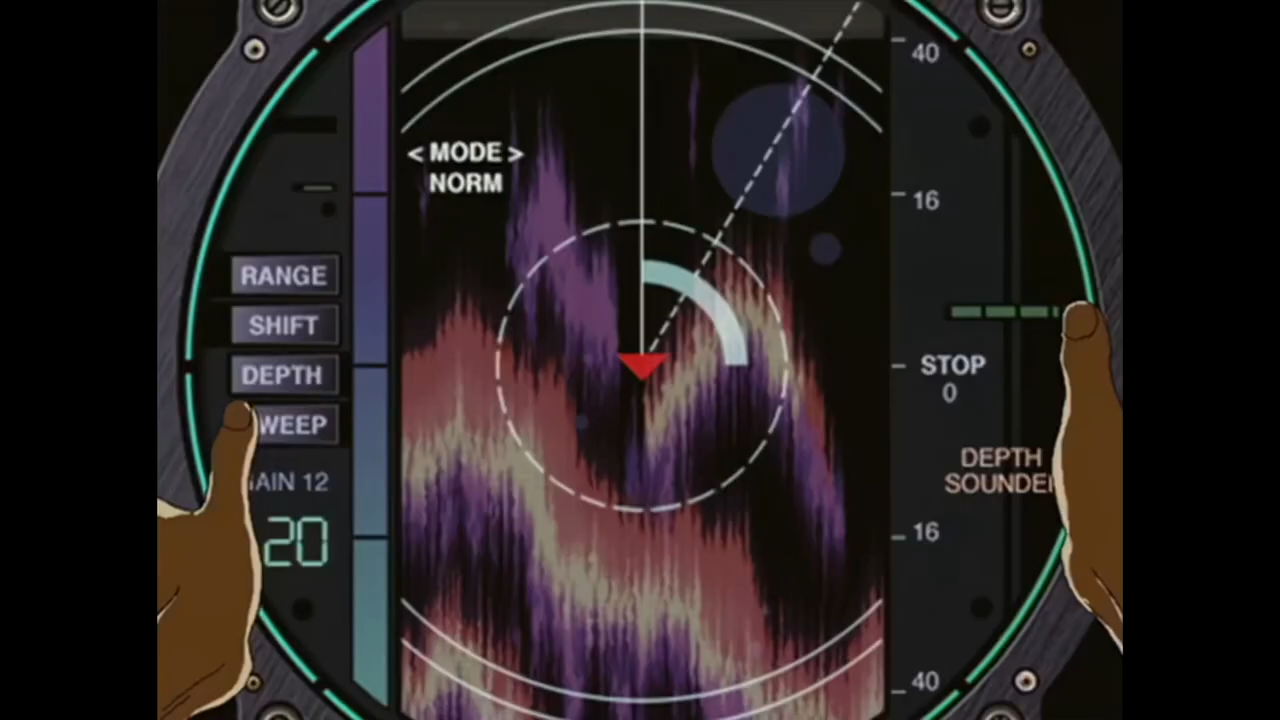 < MODE >
NORM
RANGE
SHIFT
DEPTH
WEEP
AIN 12
20
40
16
STOP
0
DEPTH
SOUNDE
16
40